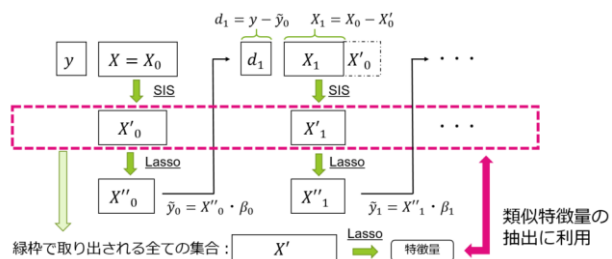 d₁ = y − ỹ₀
X₁ = X₀ − X′₀
y
X = X₀
d₁
X₁
X′₀
· · ·
SIS
SIS
X′₀
X′₁
· · ·
Lasso
Lasso
X″₀
ỹ₀ = X″₀ · β₀
X″₁
ỹ₁ = X″₁ · β₁
類似特徴量の
抽出に利用
緑枠で取り出される全ての集合：
X′
Lasso
特徴量